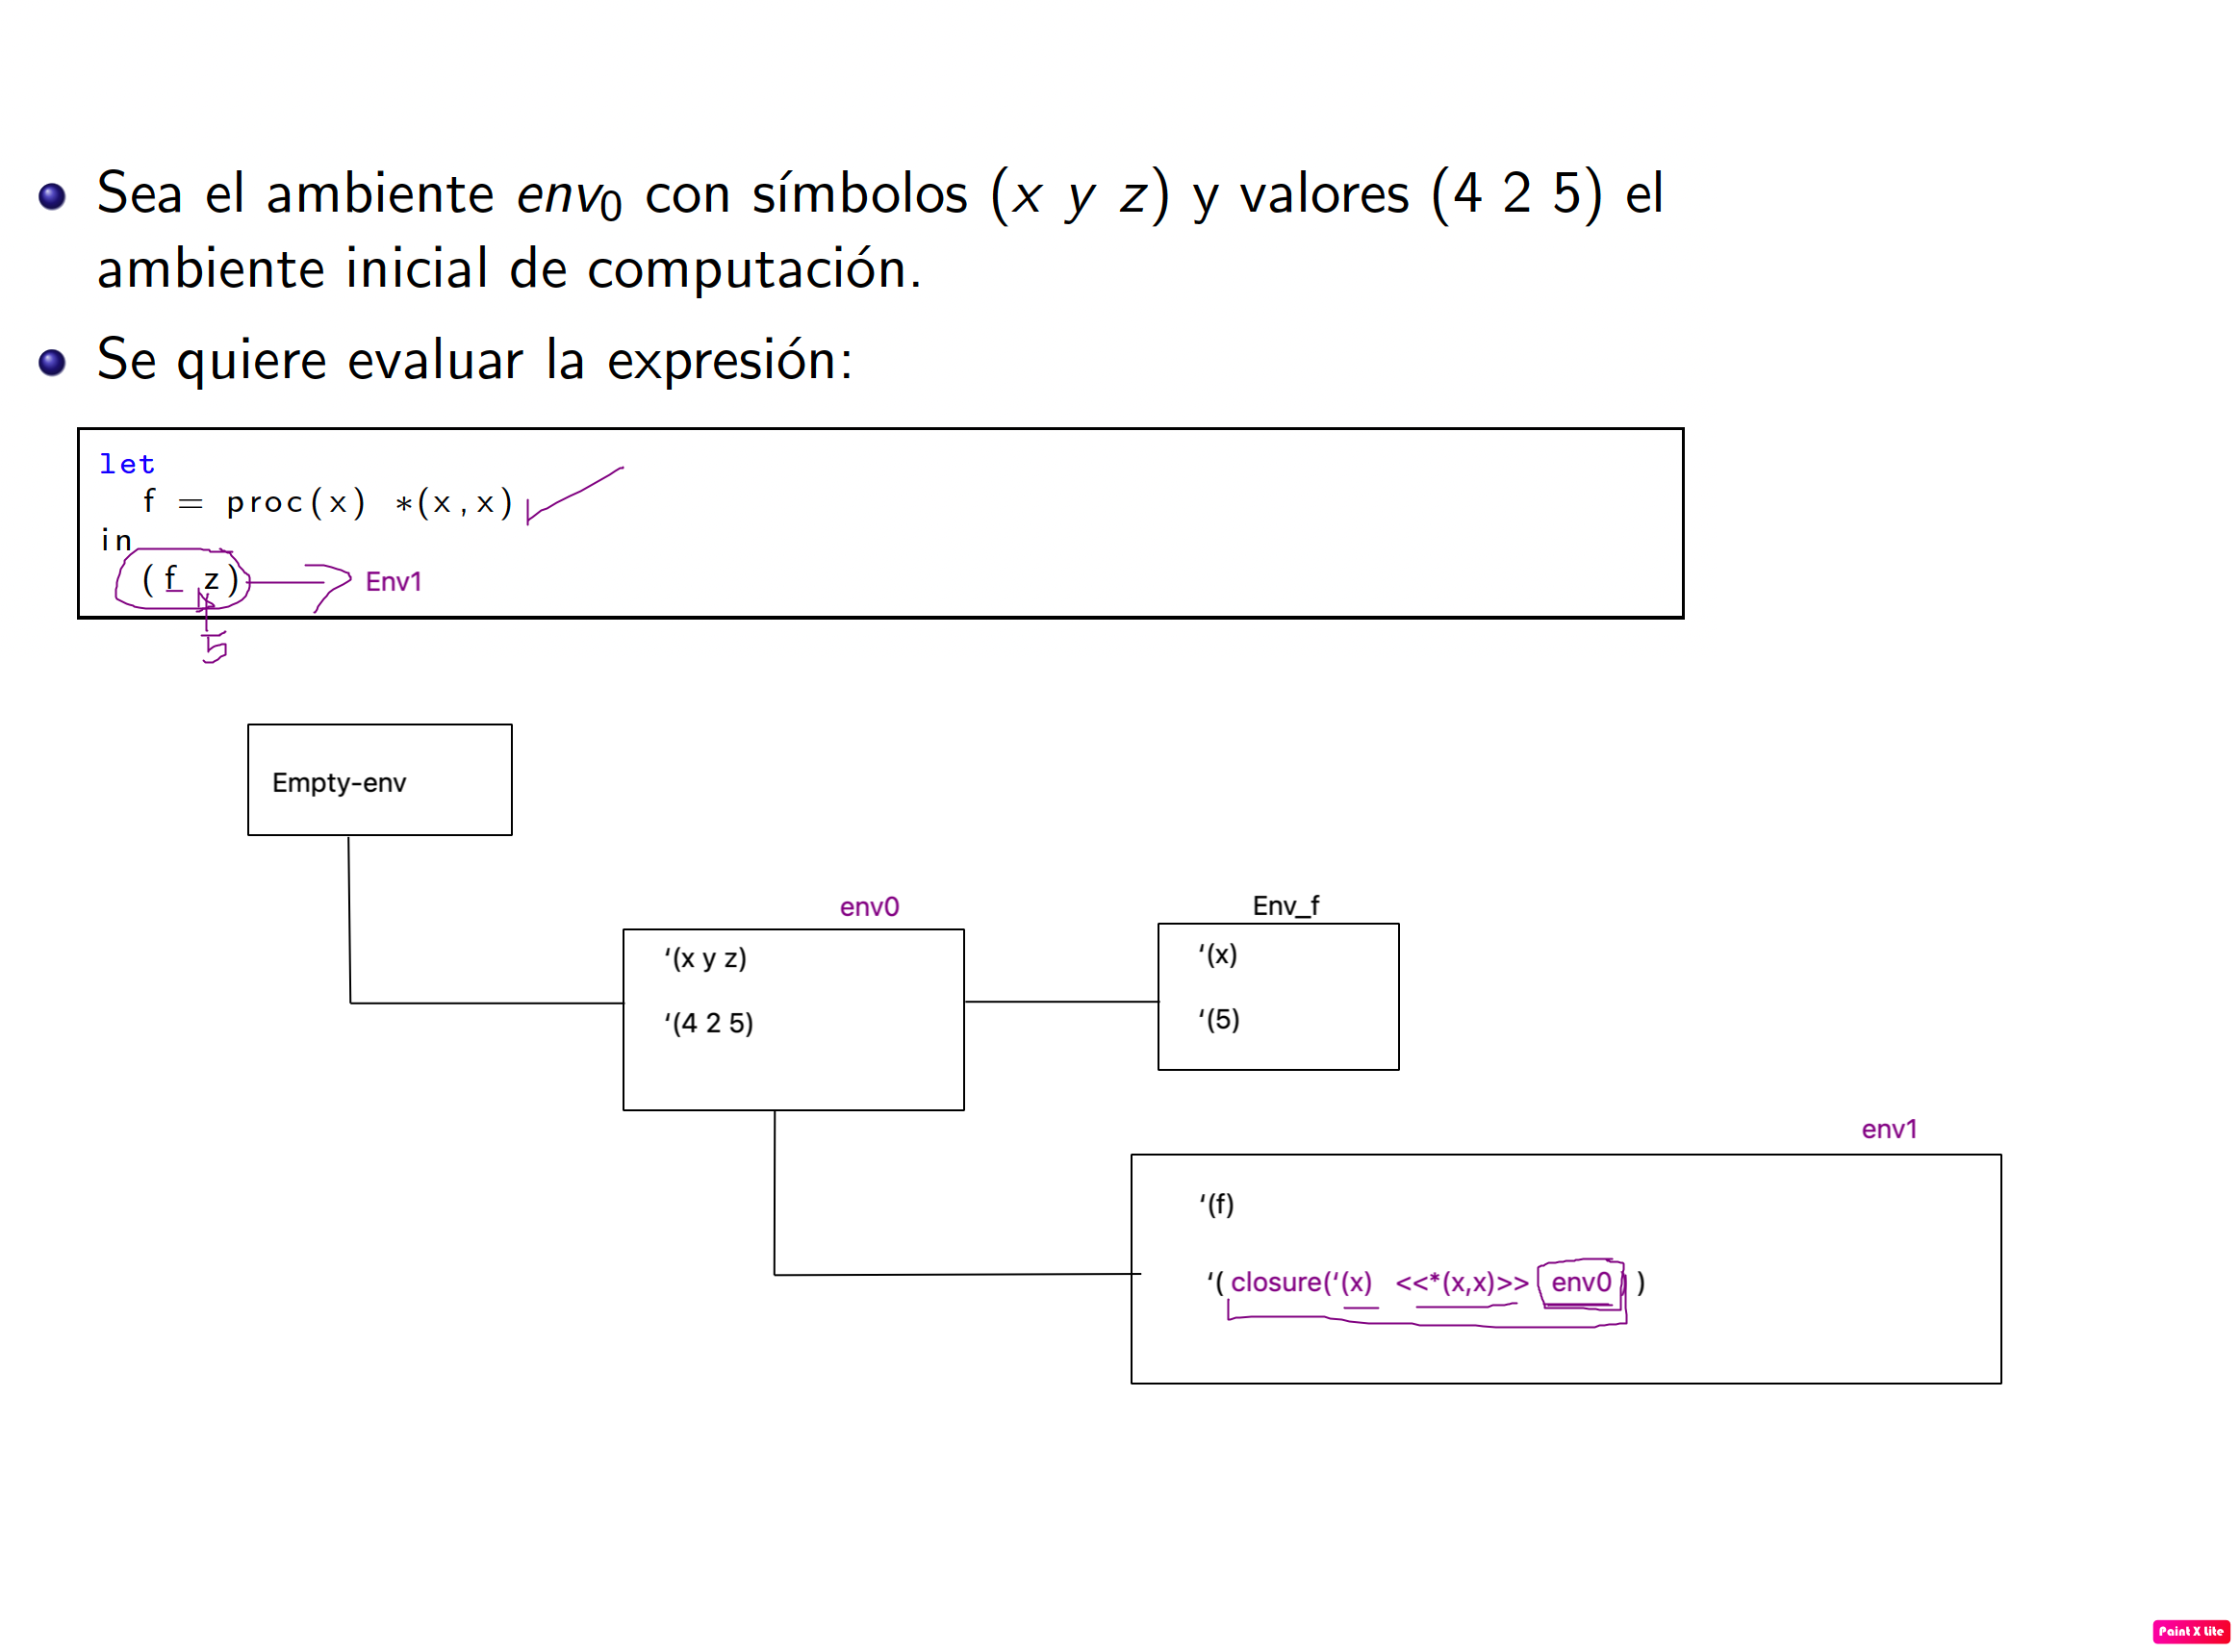 Sea el ambiente env0 con símbolos (x y z) y valores (4 2 5) el
ambiente inicial de computación.
Se quiere evaluar la expresión:
let
f = proc(x) *(x,x)
in
(f z) Env1
5
Empty-env
env0
‘(x y z)
‘(4 2 5)
Env_f
‘(x)
‘(5)
env1
‘(f)
‘( closure(‘(x) <<*(x,x)>> env0) )
Paint X Lite